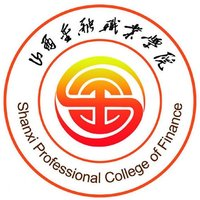 山西金融职业学院
Shanxi Professional College of Finance